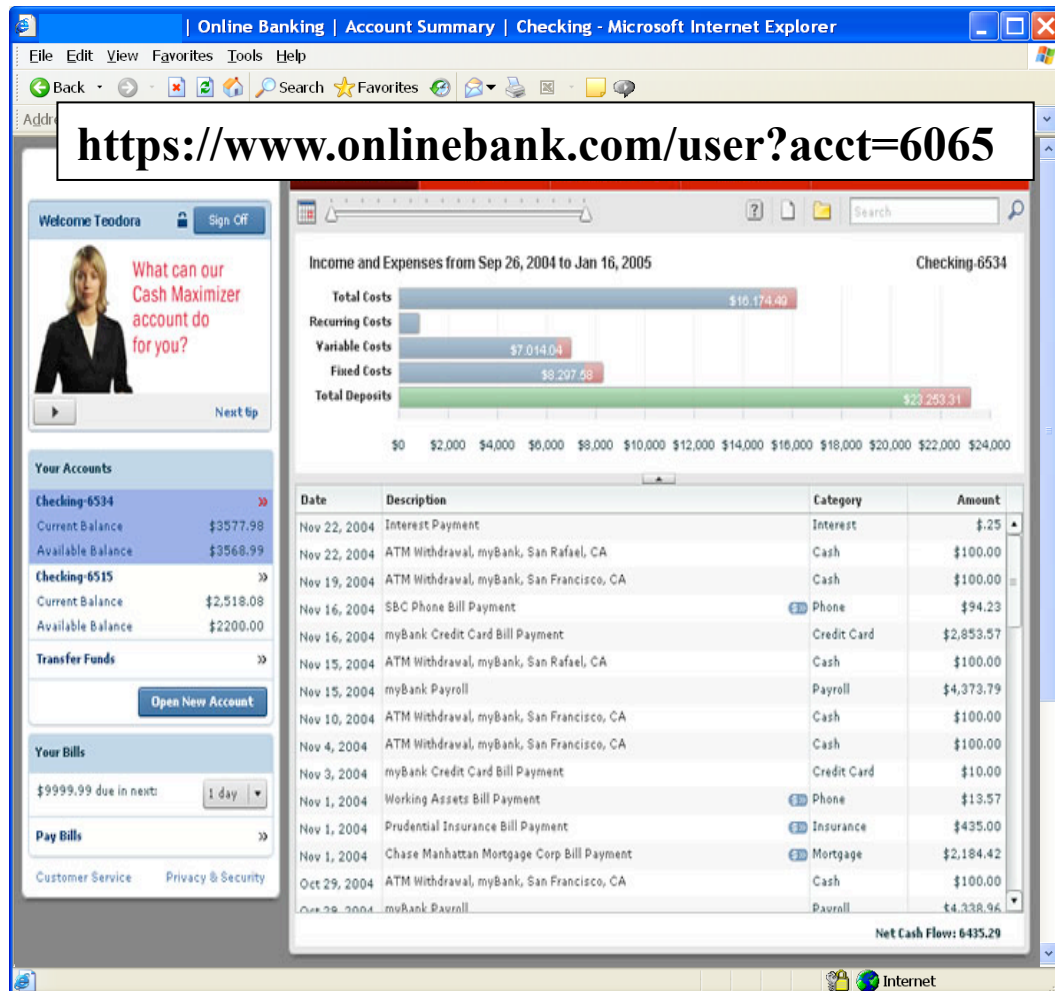 | Online Banking | Account Summary | Checking - Microsoft Internet Explorer
File Edit View Favorites Tools Help
Back Search Favorites
Addre
https://www.onlinebank.com/user?acct=6065
Welcome Teodora Sign Off
What can our
Cash Maximizer
account do
for you?
Next tip
Your Accounts
Checking-6534 »
Current Balance $3577.98
Available Balance $3568.99
Checking-6515 »
Current Balance $2,518.08
Available Balance $2200.00
Transfer Funds »
Open New Account
Your Bills
$9999.99 due in next: 1 day
Pay Bills »
Customer Service Privacy & Security
? Search
Income and Expenses from Sep 26, 2004 to Jan 16, 2005 Checking-6534
Total Costs $16,174.49
Recurring Costs
Variable Costs $7,014.04
Fixed Costs $8,297.58
Total Deposits $23,253.31
$0 $2,000 $4,000 $6,000 $8,000 $10,000 $12,000 $14,000 $16,000 $18,000 $20,000 $22,000 $24,000
Date Description Category Amount
Nov 22, 2004 Interest Payment Interest $.25
Nov 22, 2004 ATM Withdrawal, myBank, San Rafael, CA Cash $100.00
Nov 19, 2004 ATM Withdrawal, myBank, San Francisco, CA Cash $100.00
Nov 16, 2004 SBC Phone Bill Payment Phone $94.23
Nov 16, 2004 myBank Credit Card Bill Payment Credit Card $2,853.57
Nov 15, 2004 ATM Withdrawal, myBank, San Rafael, CA Cash $100.00
Nov 15, 2004 myBank Payroll Payroll $4,373.79
Nov 10, 2004 ATM Withdrawal, myBank, San Francisco, CA Cash $100.00
Nov 4, 2004 ATM Withdrawal, myBank, San Francisco, CA Cash $100.00
Nov 3, 2004 myBank Credit Card Bill Payment Credit Card $10.00
Nov 1, 2004 Working Assets Bill Payment Phone $13.57
Nov 1, 2004 Prudential Insurance Bill Payment Insurance $435.00
Nov 1, 2004 Chase Manhattan Mortgage Corp Bill Payment Mortgage $2,184.42
Oct 29, 2004 ATM Withdrawal, myBank, San Francisco, CA Cash $100.00
Oct 29, 2004 myBank Payroll Payroll $4,338.96
Net Cash Flow: 6435.29
Internet